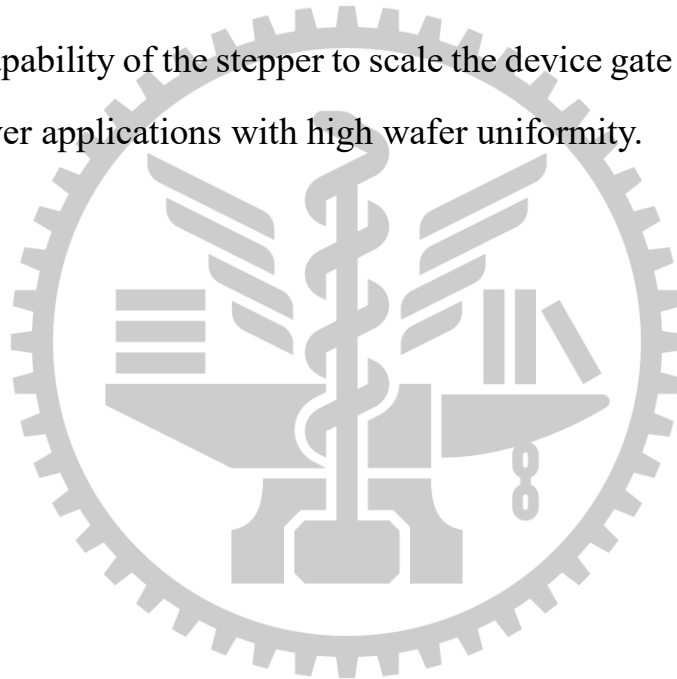 pability of the stepper to scale the device gate
ver applications with high wafer uniformity.